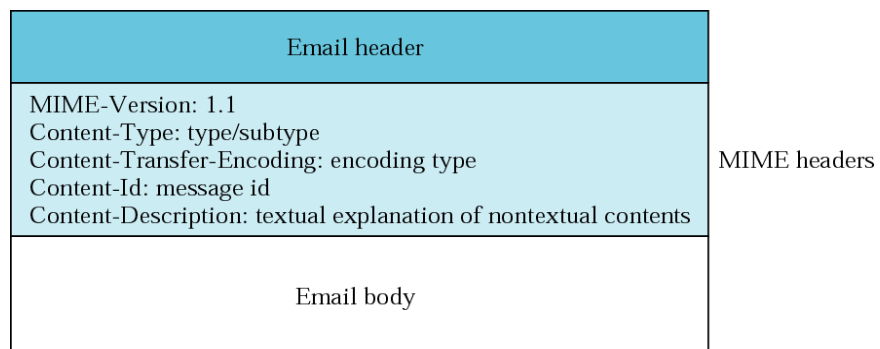 Email header
MIME-Version: 1.1
Content-Type: type/subtype
Content-Transfer-Encoding: encoding type
MIME headers
Content-Id: message id
Content-Description: textual explanation of nontextual contents
Email body